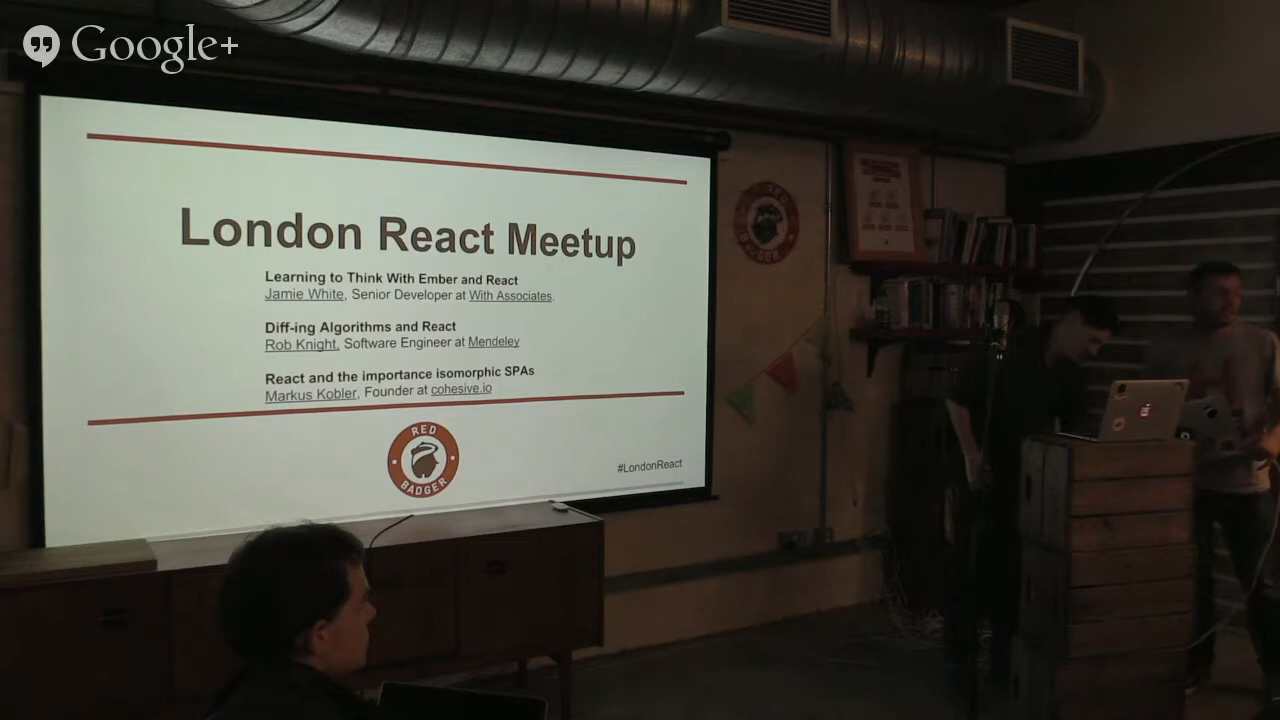 Google+
London React Meetup
Learning to Think With Ember and React
Jamie White, Senior Developer at With Associates.
Diff-ing Algorithms and React
Rob Knight, Software Engineer at Mendeley
React and the importance isomorphic SPAs
Markus Kobler, Founder at cohesive.io
RED
BADGER
#LondonReact
RED
BADGER